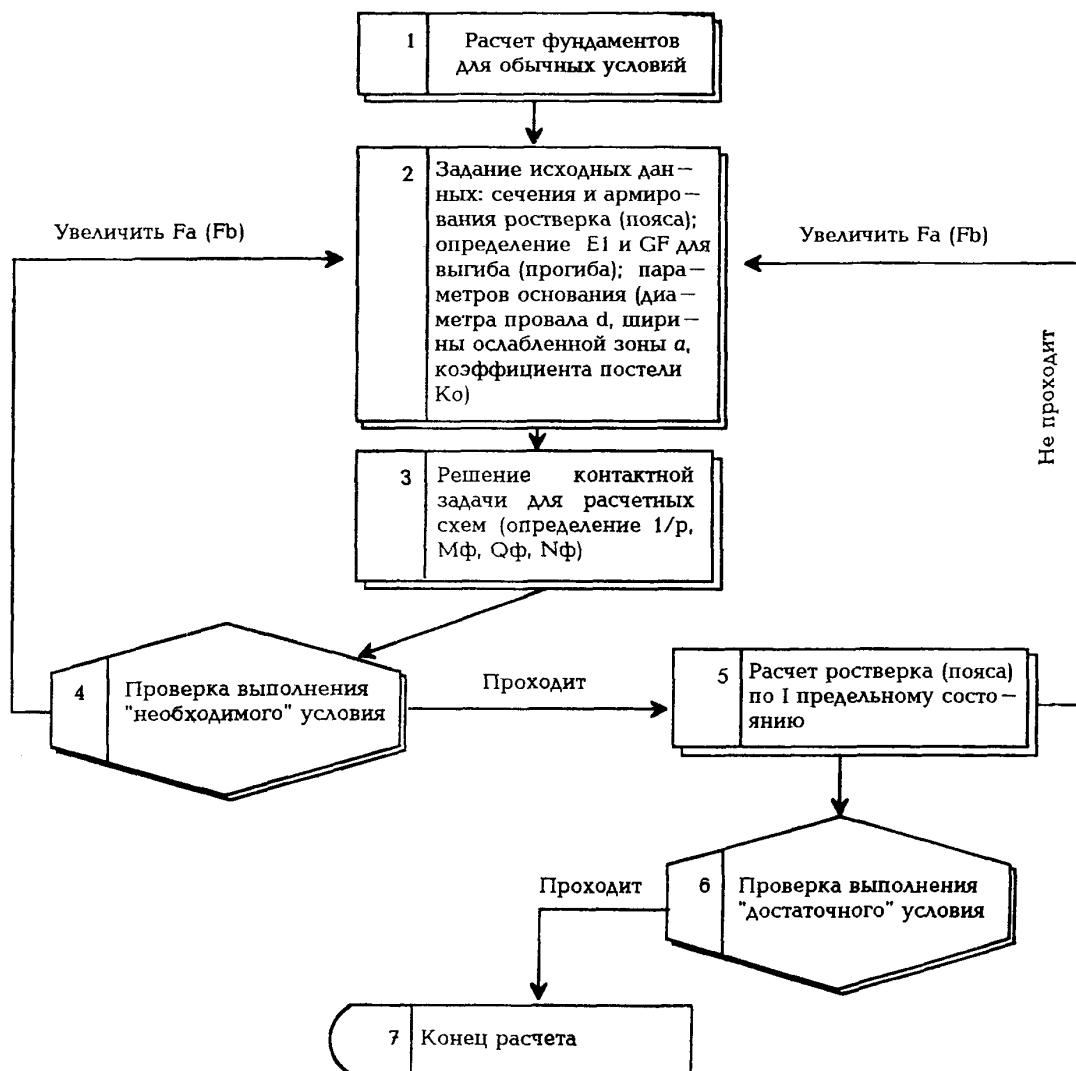 1
Расчет фундаментов
для обычных условий
2
Задание исходных дан—
ных: сечения и армиро—
вания ростверка (пояса);
определение E1 и GF для
выгиба (прогиба); пара—
метров основания (диа—
метра провала d, шири—
ны ослабленной зоны a,
коэффициента постели
Ko)
Увеличить Fa (Fb)
Увеличить Fa (Fb)
Не проходит
3
Решение контактной
задачи для расчетных
схем (определение 1/p,
Мф, Qф, Nф)
4
Проверка выполнения
"необходимого" условия
Проходит
5
Расчет ростверка (пояса)
по I предельному состо—
янию
Проходит
6
Проверка выполнения
"достаточного" условия
7
Конец расчета